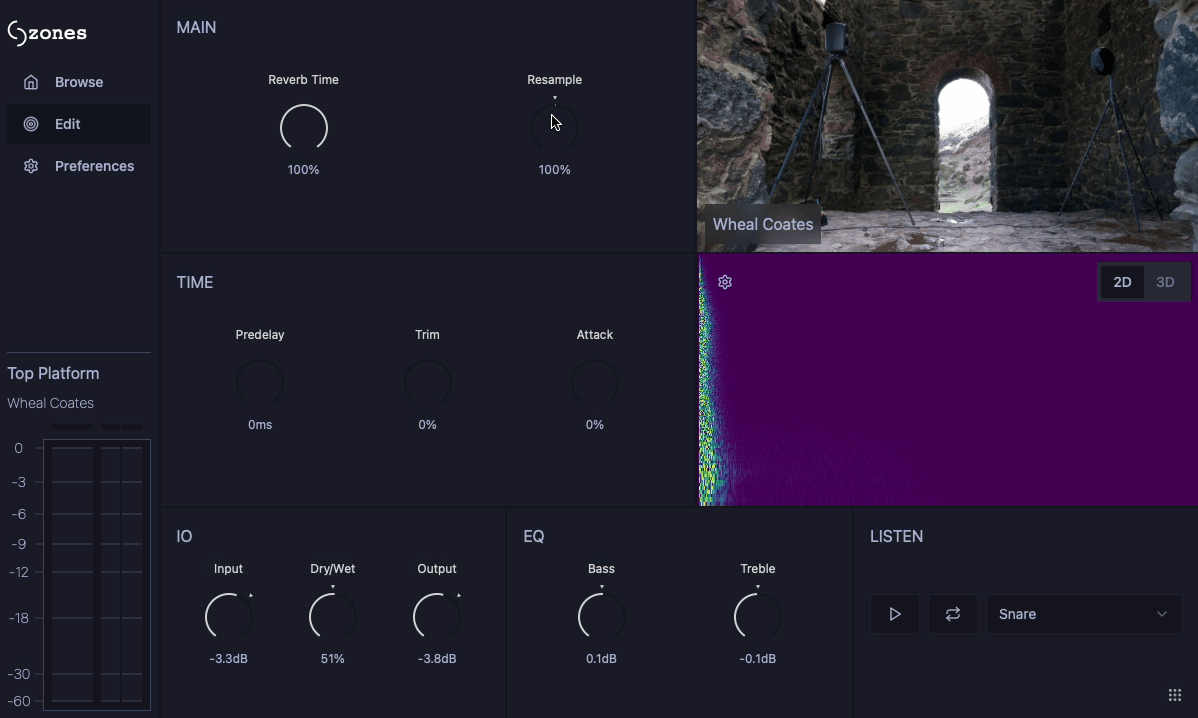 zones
Browse
Edit
Preferences
MAIN
Reverb Time
Resample
100%
100%
Wheal Coates
TIME
Predelay
Trim
Attack
0ms
0%
0%
2D
3D
Top Platform
Wheal Coates
0
-3
-6
-9
-12
-18
-30
-60
IO
Input
Dry/Wet
Output
-3.3dB
51%
-3.8dB
EQ
Bass
Treble
0.1dB
-0.1dB
LISTEN
Snare